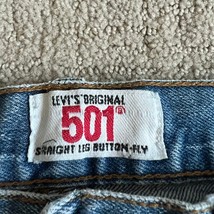 LEVI'S® ORIGINAL
501®
STRAIGHT LEG BUTTON-FLY